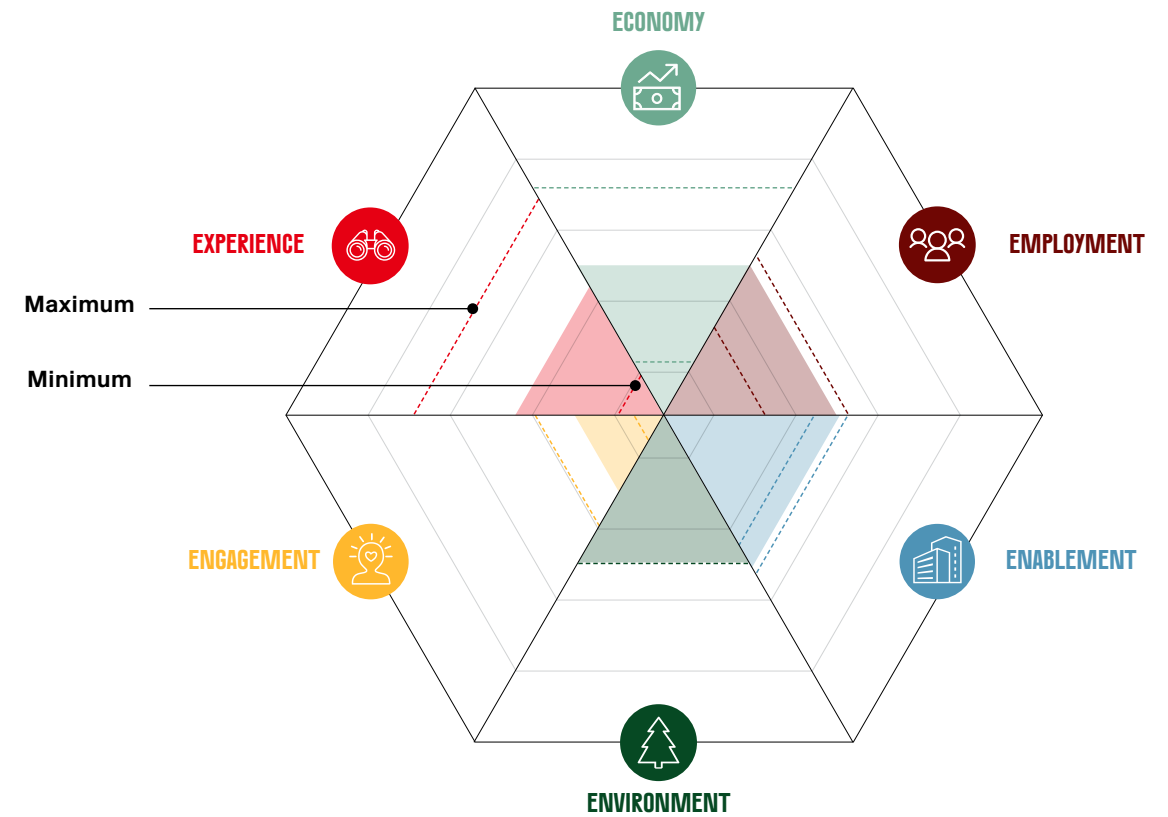 ECONOMY
EXPERIENCE
EMPLOYMENT
Maximum
Minimum
ENGAGEMENT
ENABLEMENT
ENVIRONMENT